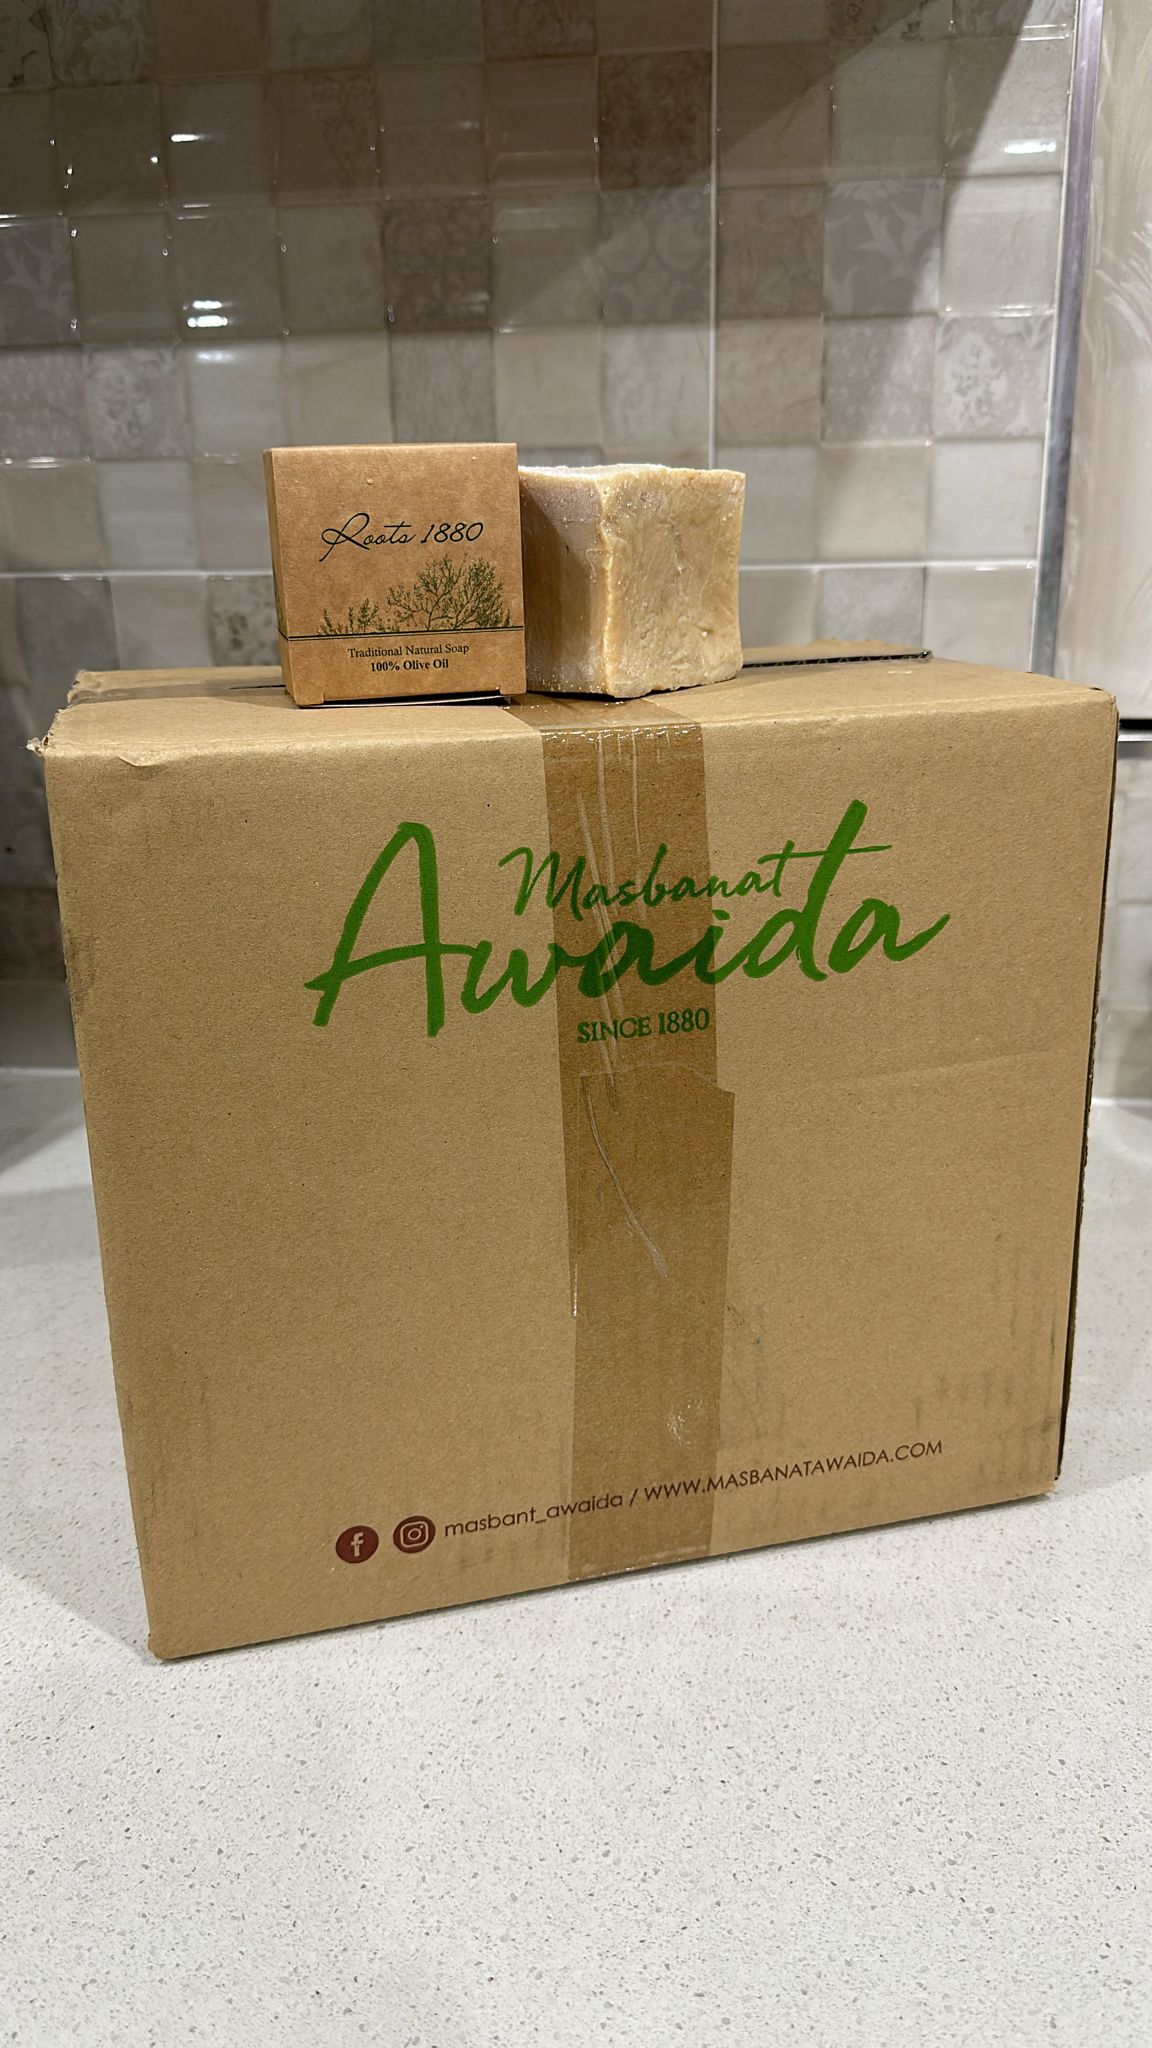 Roots 1880
Traditional Natural Soap
100% Olive Oil
Masbanat
Awaida
SINCE 1880
masbant_awaida / WWW.MASBANATAWAIDA.COM